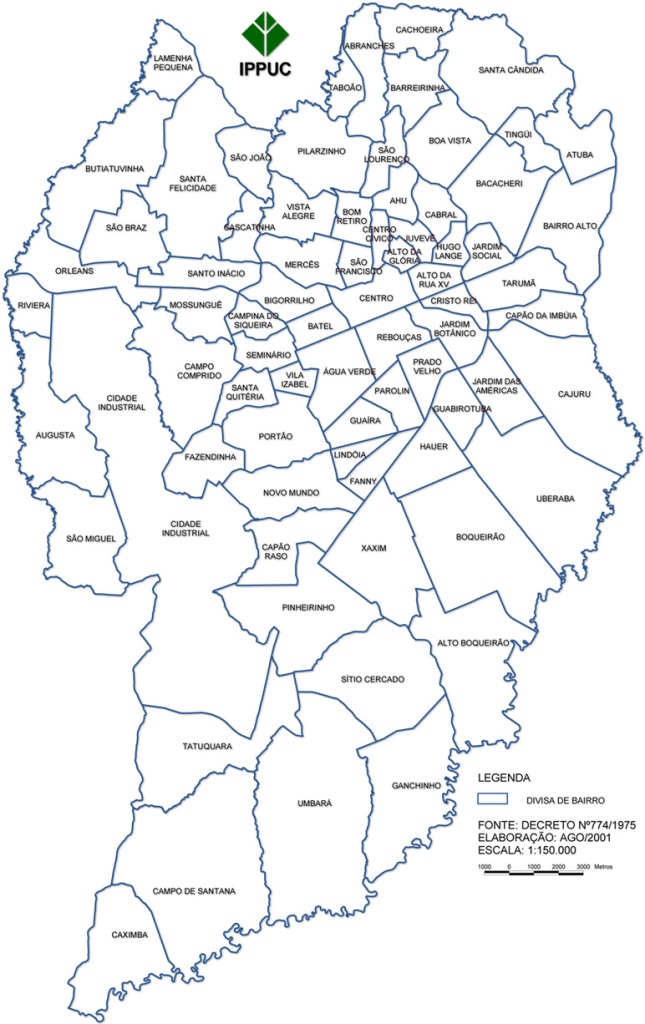 CACHOEIRA
ABRANCHES
LAMENHA
PEQUENA
IPPUC
SANTA CÂNDIDA
TABOÃO
BARREIRINHA
TINGÜI
BOA VISTA
ATUBA
PILARZINHO
SÃO
LOURENÇO
SÃO JOÃO
BUTIATUVINHA
SANTA
FELICIDADE
BACACHERI
AHU
VISTA
ALEGRE
BOM
RETIRO
CABRAL
BAIRRO ALTO
SÃO BRAZ
CASCATINHA
CENTRO
CÍVICO
JUVEVÊ
HUGO
LANGE
JARDIM
SOCIAL
ALTO DA
GLÓRIA
MERCÊS
SÃO
FRANCISCO
ORLEANS
SANTO INÁCIO
ALTO DA
RUA XV
TARUMÃ
RIVIERA
MOSSUNGUÊ
BIGORRILHO
CENTRO
CRISTO REI
CAMPINA DO
SIQUEIRA
BATEL
CAPÃO DA IMBÚIA
JARDIM
BOTÂNICO
REBOUÇAS
SEMINÁRIO
CAMPO
COMPRIDO
VILA
IZABEL
ÁGUA VERDE
PRADO
VELHO
SANTA
QUITÉRIA
PAROLIN
JARDIM DAS
AMÉRICAS
CAJURU
CIDADE
INDUSTRIAL
GUABIROTUBA
GUAÍRA
AUGUSTA
PORTÃO
HAUER
FAZENDINHA
LINDÓIA
FANNY
NOVO MUNDO
UBERABA
CIDADE
INDUSTRIAL
SÃO MIGUEL
BOQUEIRÃO
CAPÃO
RASO
XAXIM
PINHEIRINHO
ALTO BOQUEIRÃO
SÍTIO CERCADO
TATUQUARA
GANCHINHO
UMBARÁ
CAMPO DE SANTANA
CAXIMBA
LEGENDA
DIVISA DE BAIRRO
FONTE: DECRETO Nº774/1975
ELABORAÇÃO: AGO/2001
ESCALA: 1:150.000
1000 0 1000 2000 3000 Metros